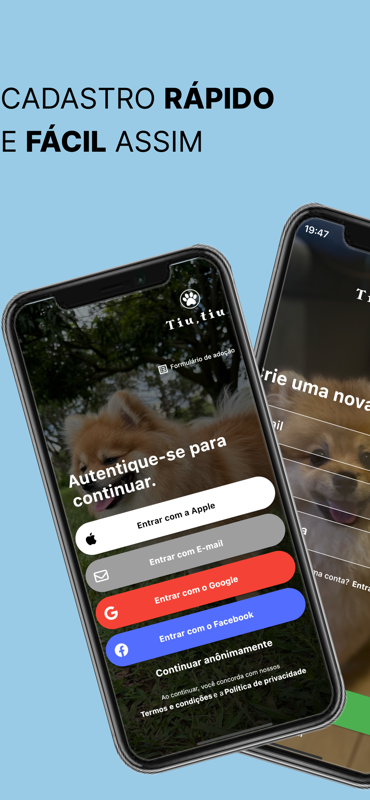 CADASTRO RÁPIDO
E FÁCIL ASSIM
Tiu, tiu
Formulário de adoção
Autentique-se para
continuar.
Entrar com a Apple
Entrar com E-mail
Entrar com o Google
Entrar com o Facebook
Continuar anônimamente
Ao continuar, você concorda com nossos
Termos e condições e a Política de privacidade
19:47
rie uma nova
ail
a
ma conta? Entr